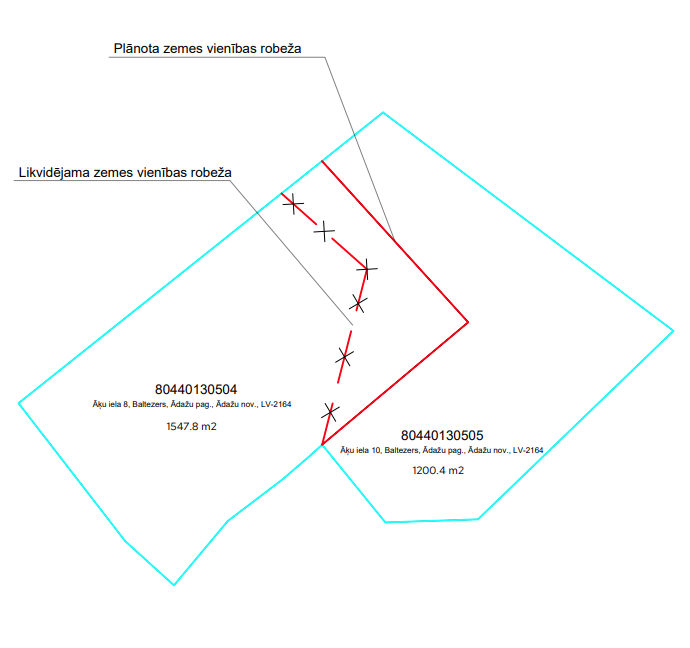 Plānota zemes vienības robeža
Likvidējama zemes vienības robeža
80440130504
Āķu iela 8, Baltezers, Ādažu pag., Ādažu nov., LV-2164
1547.8 m2
80440130505
Āķu iela 10, Baltezers, Ādažu pag., Ādažu nov., LV-2164
1200.4 m2